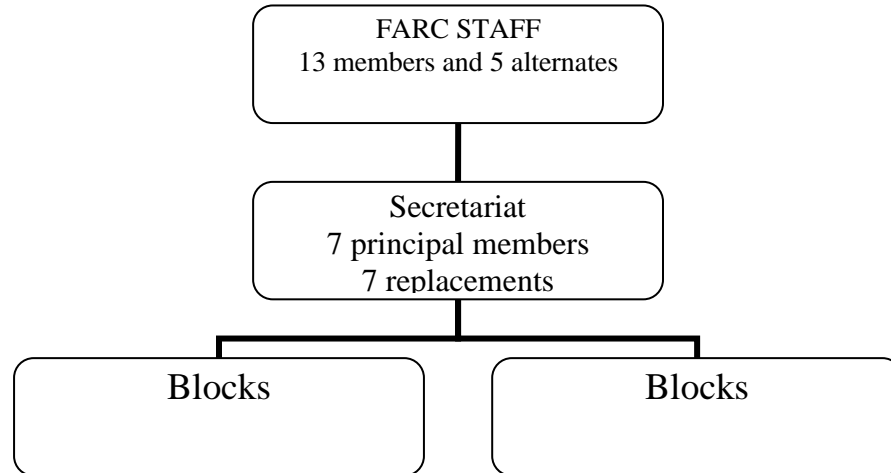 FARC STAFF
13 members and 5 alternates
Secretariat
7 principal members
7 replacements
Blocks
Blocks